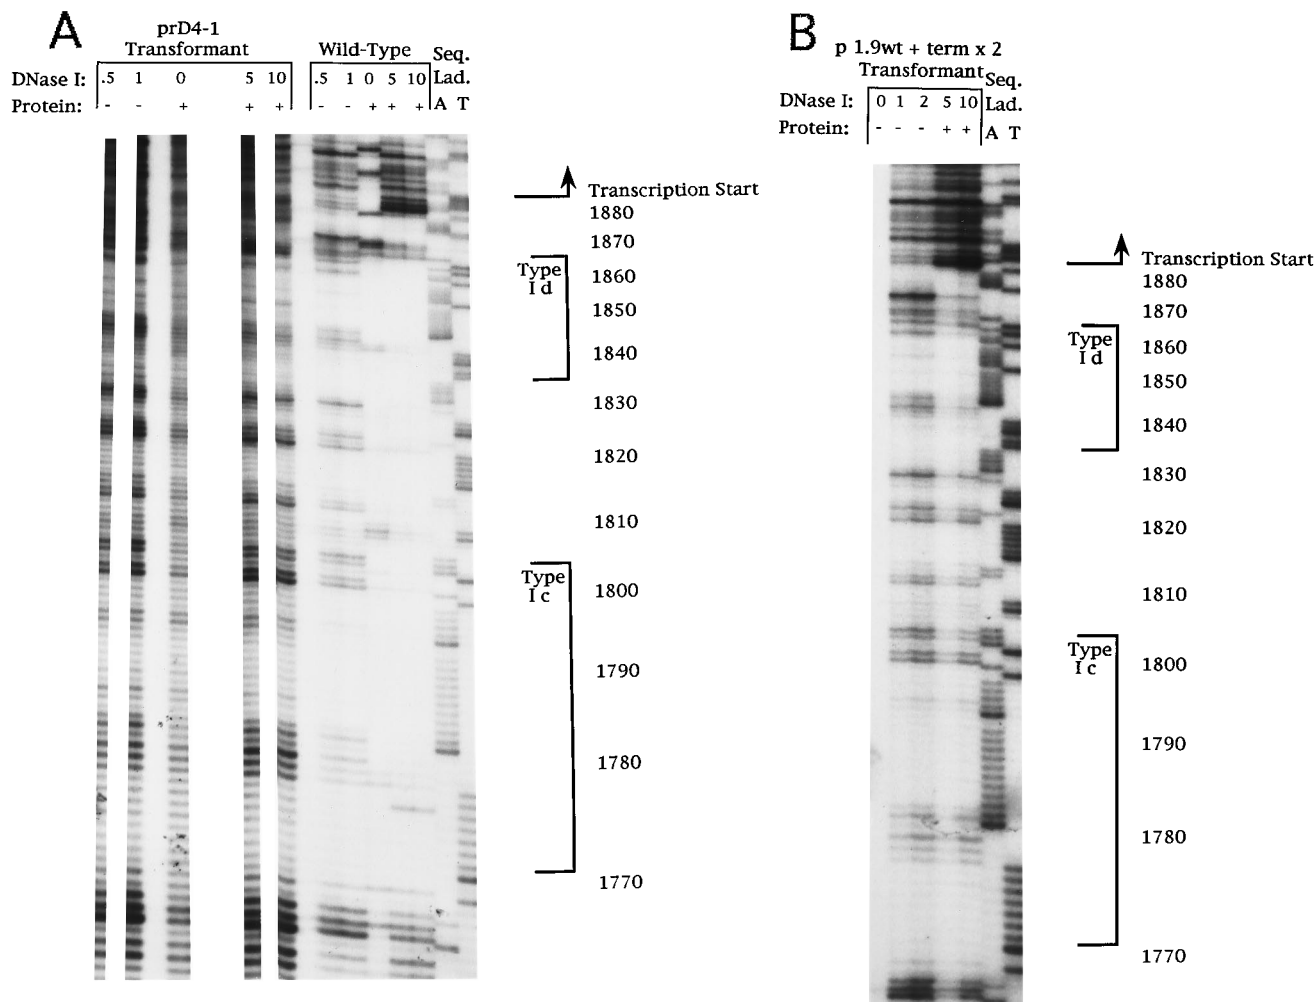 A
prD4-1
Transformant
Wild-Type
Seq.
Lad.
DNase I: .5 1 0 5 10 .5 1 0 5 10
Protein: - - + + + - - + + + A T
Transcription Start
1880
1870
Type
I d
1860
1850
1840
1830
1820
1810
Type
I c
1800
1790
1780
1770
B
p 1.9wt + term x 2
Transformant
Seq.
Lad.
DNase I: 0 1 2 5 10
Protein: - - - + + A T
Transcription Start
1880
1870
Type
I d
1860
1850
1840
1830
1820
1810
Type
I c
1800
1790
1780
1770